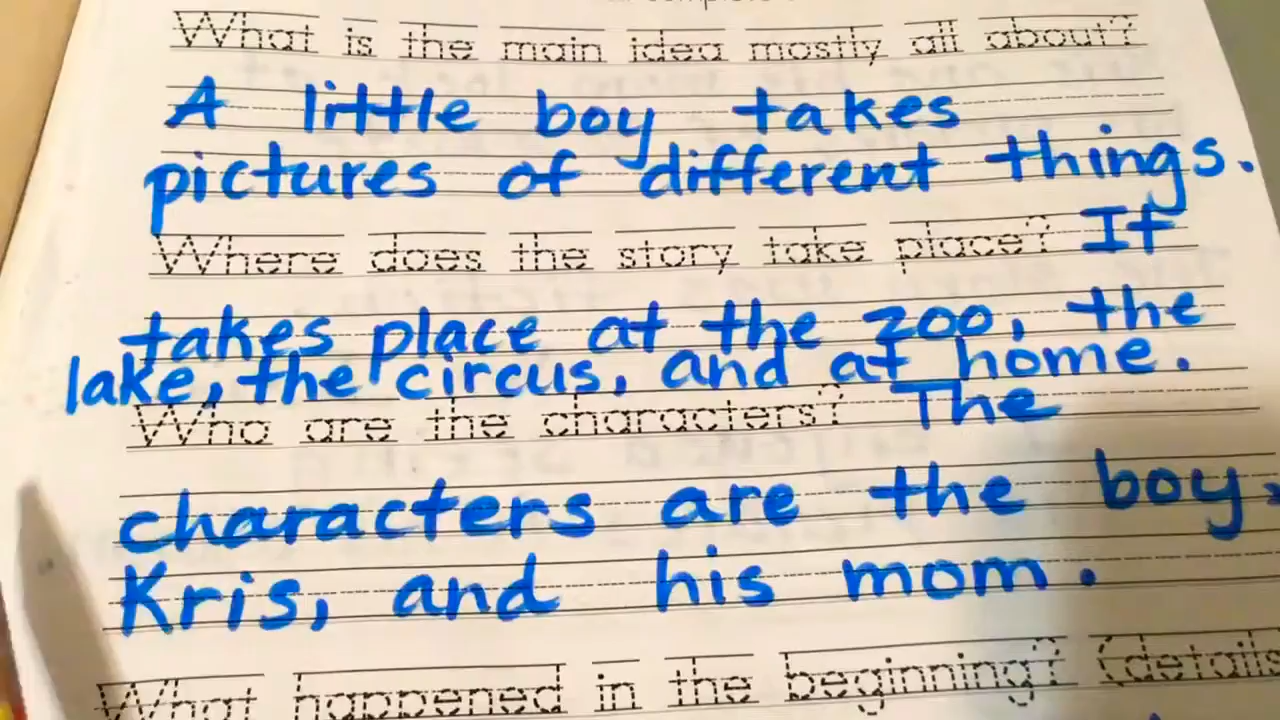 What is the main idea mostly all about?
A little boy takes
pictures of different things.
Where does the story take place? It
takes place at the zoo, the
lake, the circus, and at home.
Who are the characters? The
characters are the boy,
Kris, and his mom.
What happened in the beginning? (details